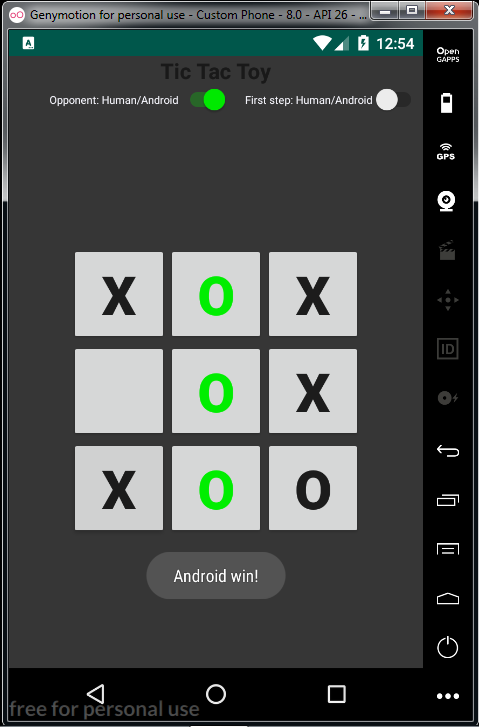 Genymotion for personal use - Custom Phone - 8.0 - API 26 - ...
A 12:54
Tic Tac Toy
Opponent: Human/Android First step: Human/Android
Open
GAPPS
GPS
ID
X O X
O X
X O O
Android win!
free for personal use